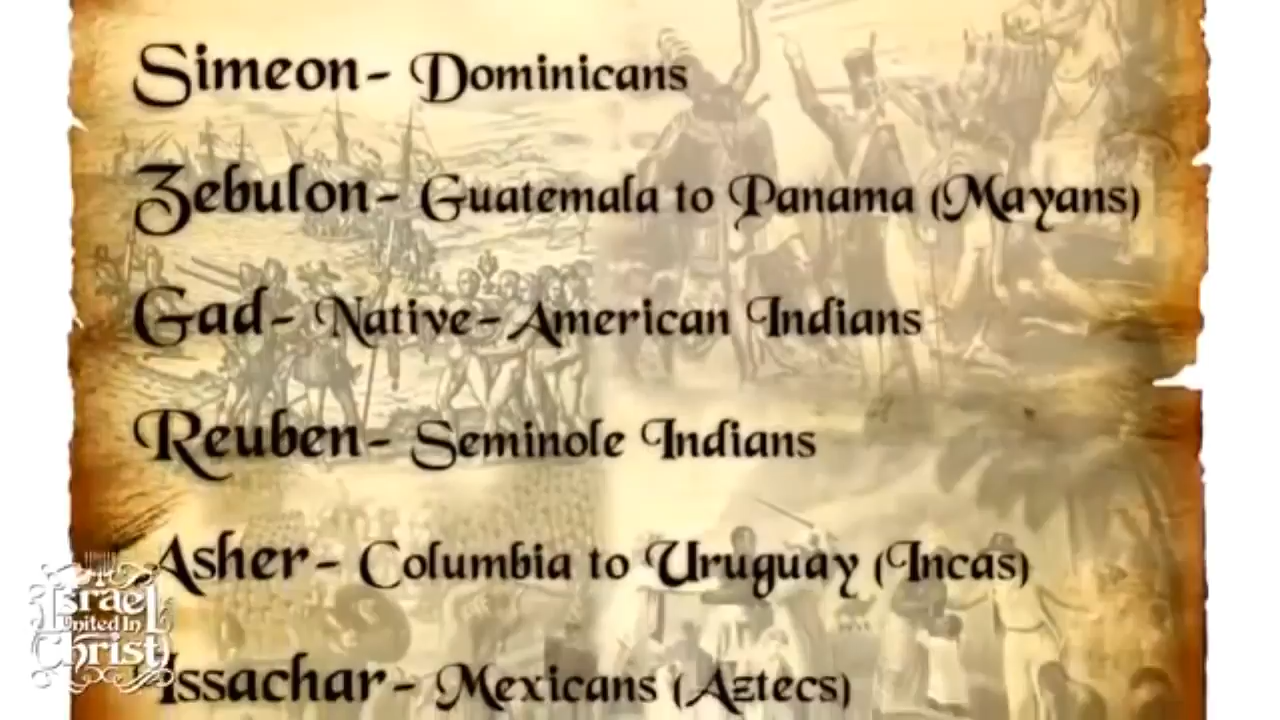 Simeon- Dominicans
Zebulon- Guatemala to Panama (Mayans)
Gad- Native-American Indians
Reuben- Seminole Indians
Asher- Columbia to Uruguay (Incas)
Issachar- Mexicans (Aztecs)
Israel
United In
Christ